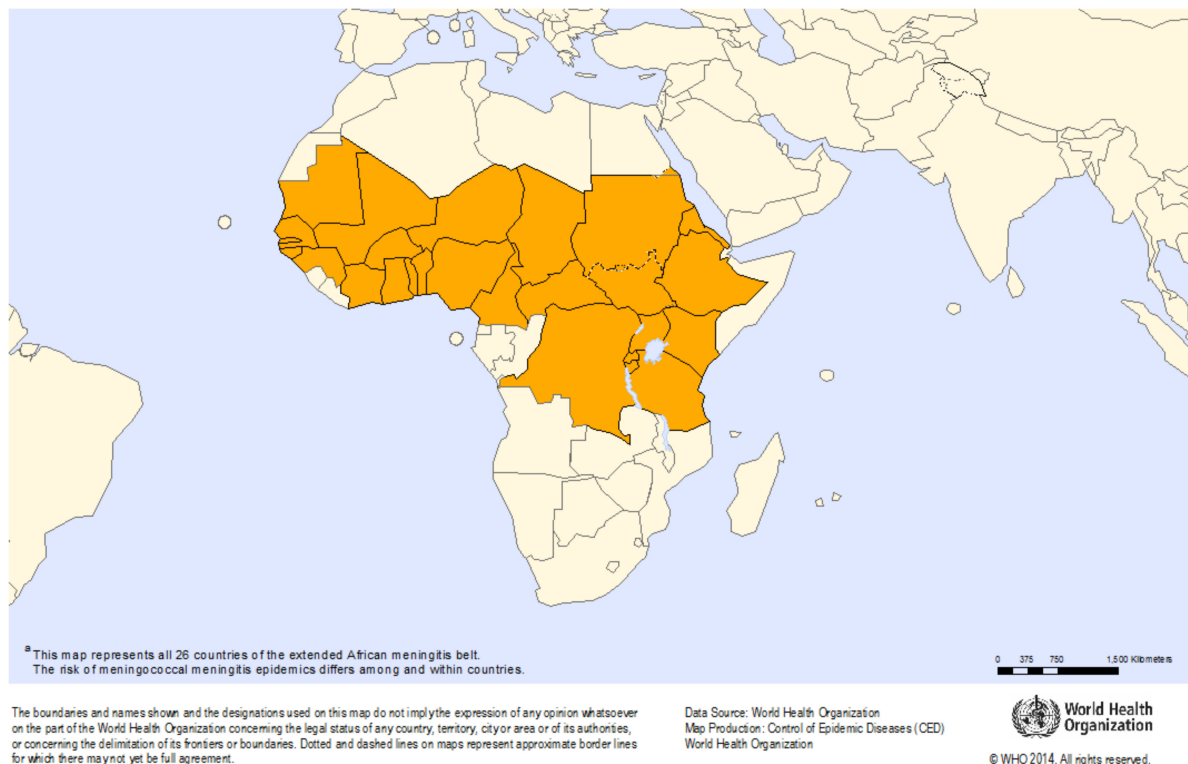 a This map represents all 26 countries of the extended African meningitis belt.
The risk of meningococcal meningitis epidemics differs among and within countries.
0 375 750 1,500 Kilometers
The boundaries and names shown and the designations used on this map do not imply the expression of any opinion whatsoever
on the part of the World Health Organization concerning the legal status of any country, territory, city or area or of its authorities,
or concerning the delimitation of its frontiers or boundaries. Dotted and dashed lines on maps represent approximate border lines
for which there may not yet be full agreement.
Data Source: World Health Organization
Map Production: Control of Epidemic Diseases (CED)
World Health Organization
World Health
Organization
© WHO 2014. All rights reserved.